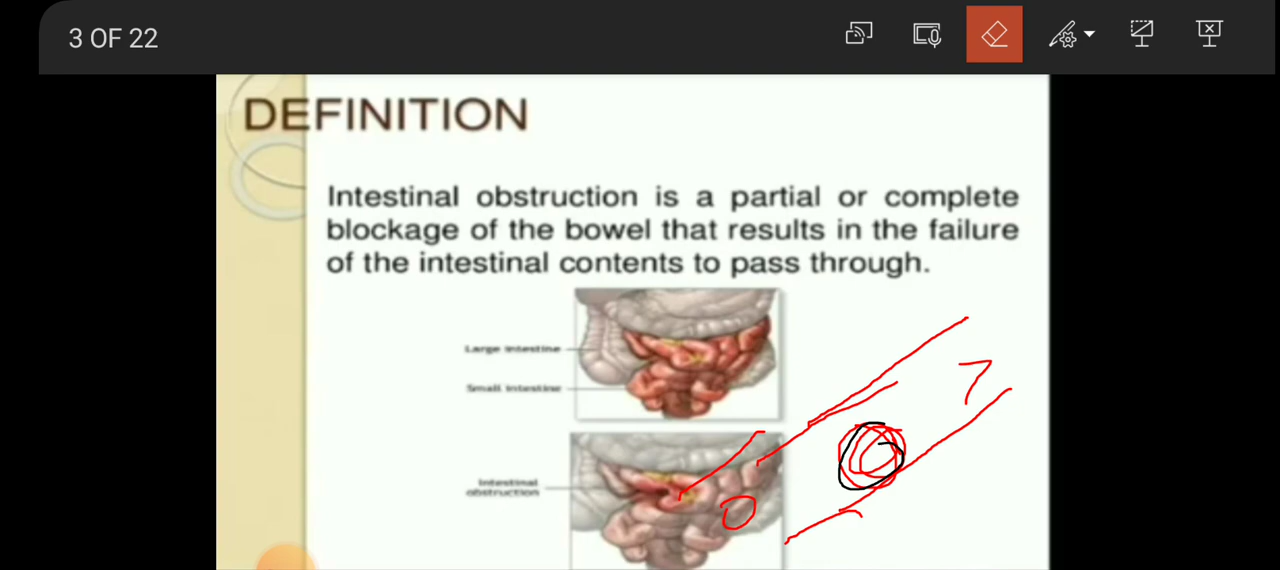 3 OF 22
DEFINITION
Intestinal obstruction is a partial or complete
blockage of the bowel that results in the failure
of the intestinal contents to pass through.
Large intestine
Small intestine
Intestinal
obstruction